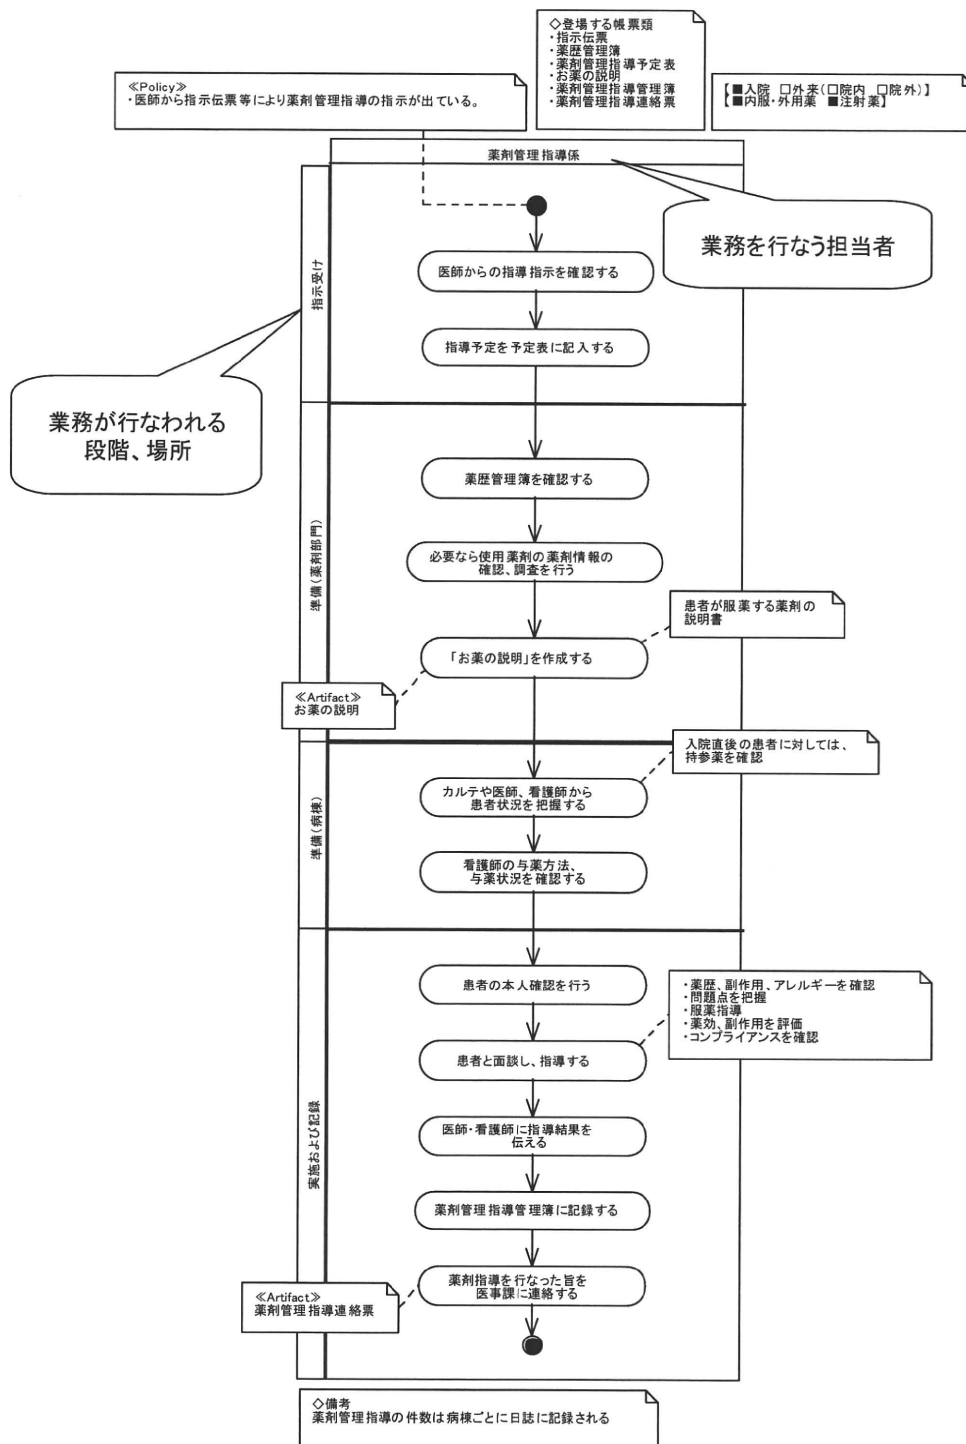 ◇登場する帳票類
・指示伝票
・薬歴管理簿
・薬剤管理指導予定表
・お薬の説明
・薬剤管理指導管理簿
・薬剤管理指導連絡票
≪Policy≫
・医師から指示伝票等により薬剤管理指導の指示が出ている。
【■入院 □外来(□院内 □院外)】
【■内服・外用薬 ■注射薬】
薬剤管理指導係
業務を行なう担当者
指示受け
医師からの指導指示を確認する
指導予定を予定表に記入する
業務が行なわれる
段階、場所
準備(薬剤部門)
薬歴管理簿を確認する
必要なら使用薬剤の薬剤情報の
確認、調査を行う
患者が服薬する薬剤の
説明書
「お薬の説明」を作成する
≪Artifact≫
お薬の説明
準備(病棟)
入院直後の患者に対しては、
持参薬を確認
カルテや医師、看護師から
患者状況を把握する
看護師の与薬方法、
与薬状況を確認する
実施および記録
患者の本人確認を行う
・薬歴、副作用、アレルギーを確認
・問題点を把握
・服薬指導
・薬効、副作用を評価
・コンプライアンスを確認
患者と面談し、指導する
医師・看護師に指導結果を
伝える
薬剤管理指導管理簿に記録する
薬剤指導を行なった旨を
医事課に連絡する
≪Artifact≫
薬剤管理指導連絡票
◇備考
薬剤管理指導の件数は病棟ごとに日誌に記録される